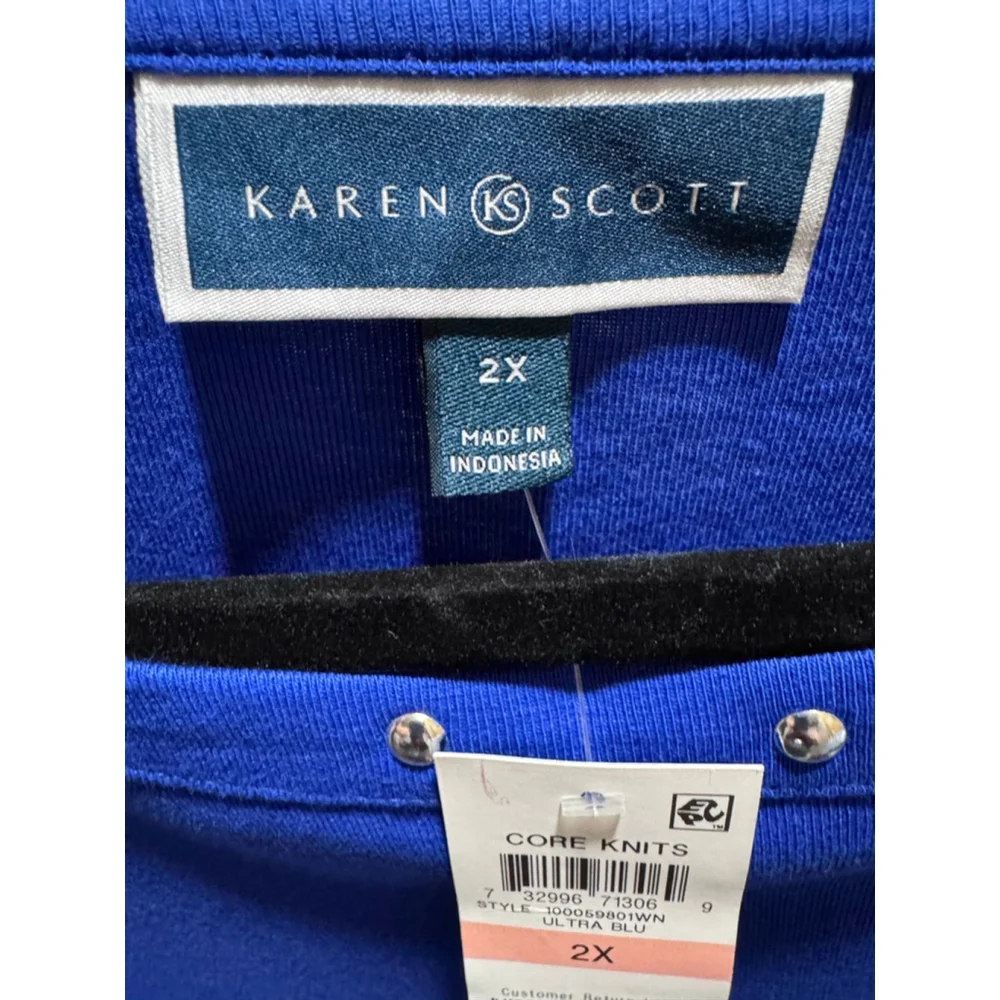 KAREN KS SCOTT
2X
MADE IN
INDONESIA
EPC™
CORE KNITS
7 32996 71306 9
STYLE 100059801WN
ULTRA BLU
2X
Customer